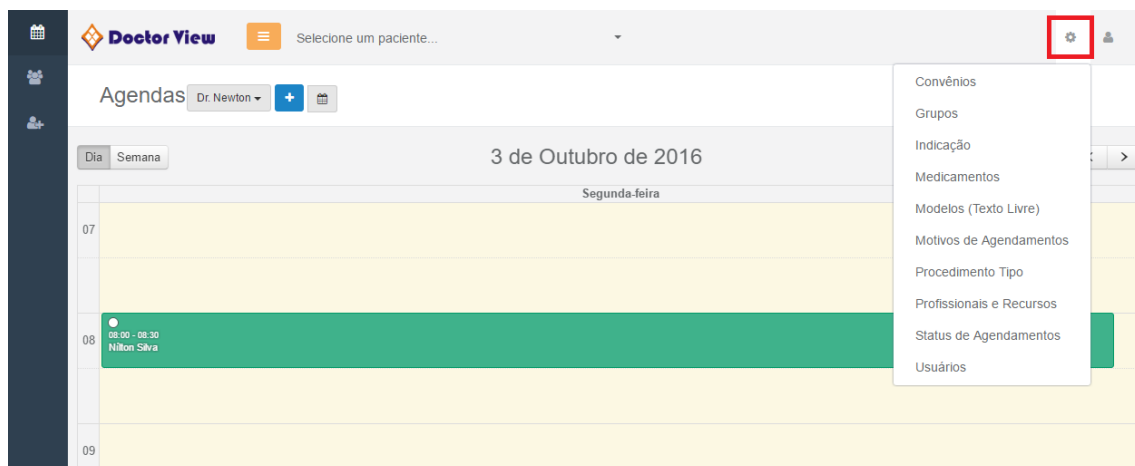 Doctor View
Selecione um paciente...
Agendas Dr. Newton
Dia Semana
3 de Outubro de 2016
Segunda-feira
07
08
08:00 - 08:30
Nilton Silva
09
Convênios
Grupos
Indicação
Medicamentos
Modelos (Texto Livre)
Motivos de Agendamentos
Procedimento Tipo
Profissionais e Recursos
Status de Agendamentos
Usuários